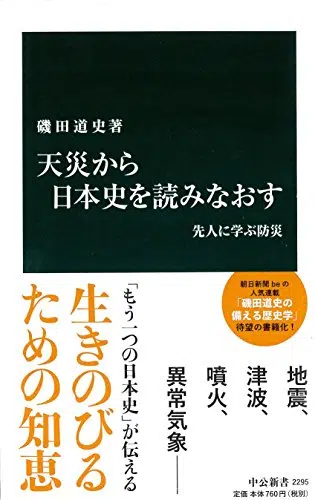 磯田道史著
天災から
日本史を読みなおす
先人に学ぶ防災
朝日新聞beの
人気連載
「磯田道史の
備える歴史学」
待望の書籍化!
地震、
津波、
噴火、
異常気象――
「もう一つの日本史」が伝える
生きのびる
ための知恵
中公新書 2295
定価 本体760円(税別)